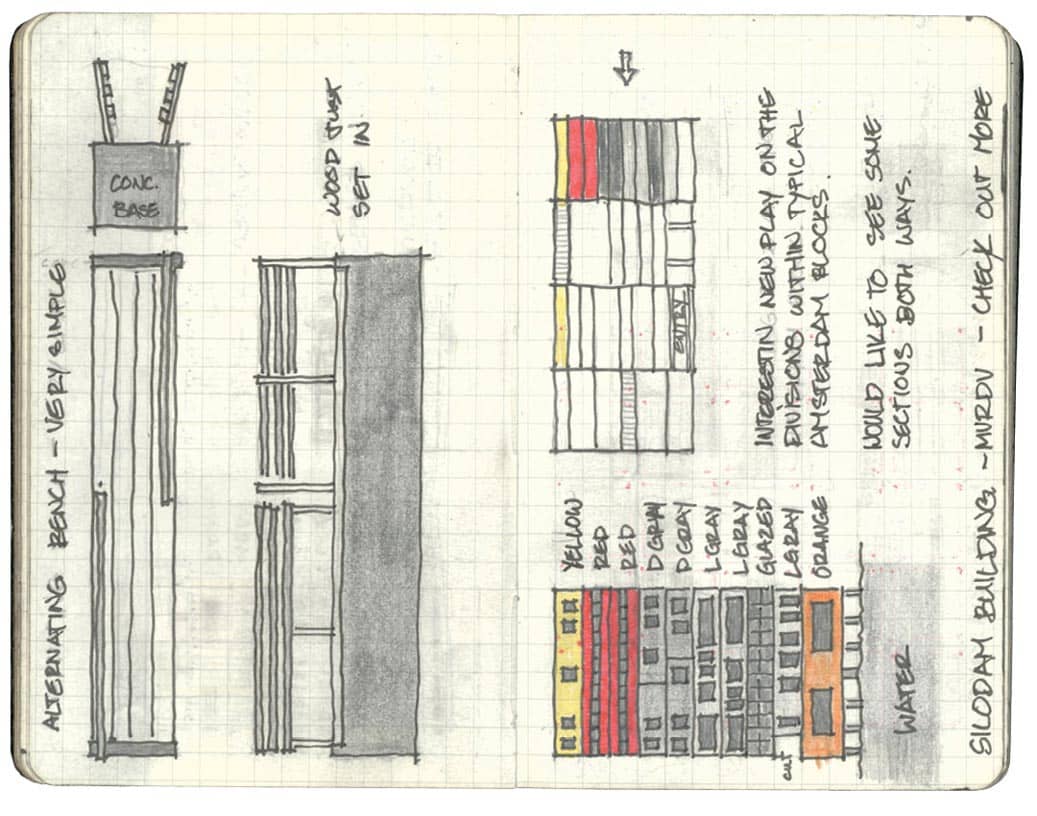 ALTERNATING BENCH - VERY SIMPLE
CONC.
BASE
WOOD JUST
SET IN
YELLOW
RED
RED
D GRAY
D GRAY
L GRAY
L GRAY
GLAZED
L GRAY
ORANGE
ENTRY
INTERESTING NEW PLAY ON THE
DIVISIONS WITHIN TYPICAL
AMSTERDAM BLOCKS.
WOULD LIKE TO SEE SOME
SECTIONS BOTH WAYS.
WATER
SILODAM BUILDING. - MVRDV - CHECK OUT MORE